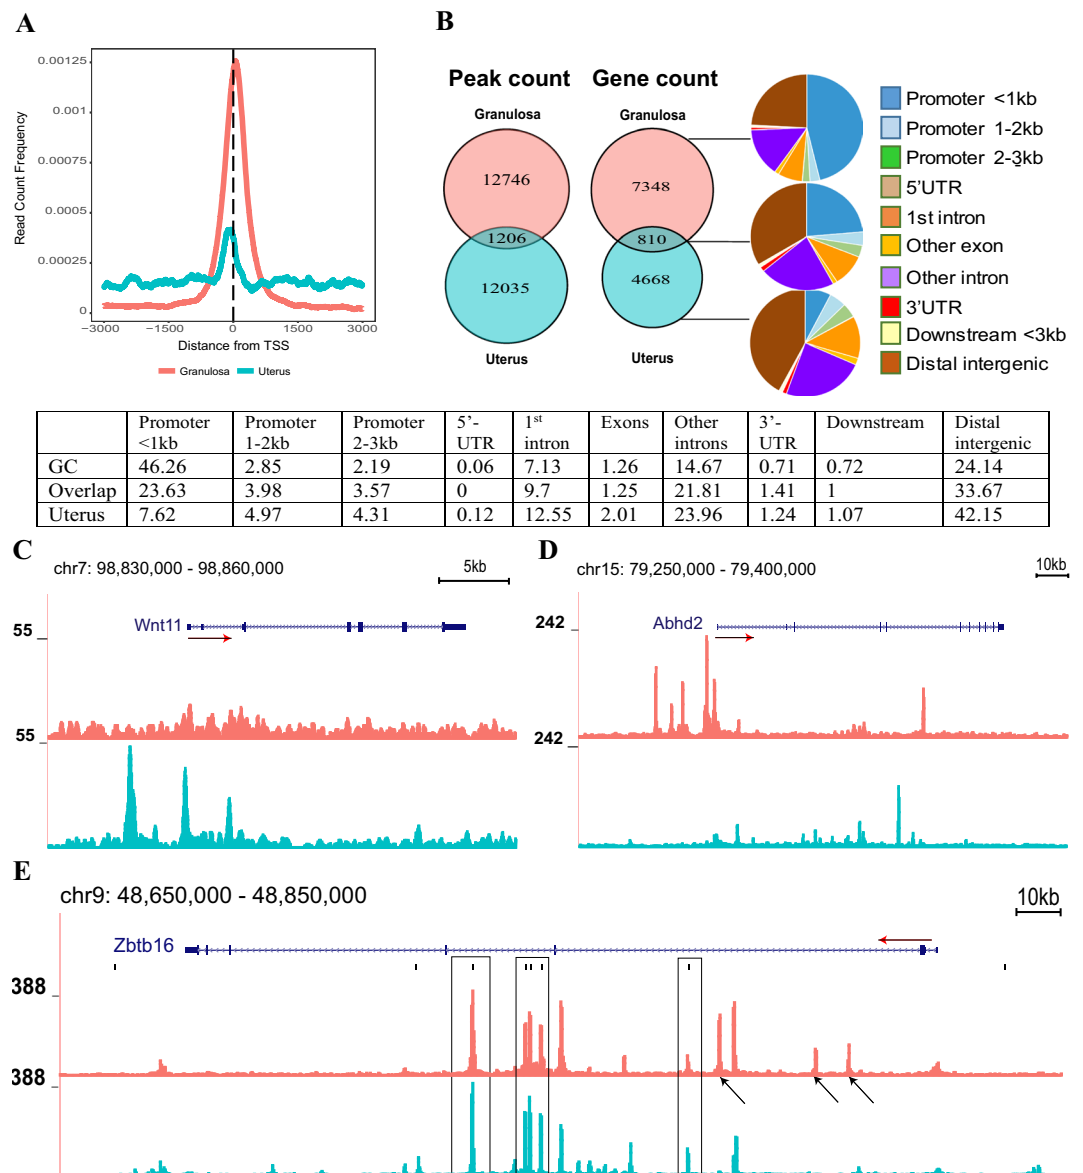 A
0.00125
0.001
0.00075
0.0005
0.00025
0
Read Count Frequency
−3000 −1500 0 1500 3000
Distance from TSS
Granulosa Uterus
B
Peak count Gene count
Granulosa Granulosa
12746 7348
1206 810
12035 4668
Uterus Uterus
Promoter <1kb
Promoter 1-2kb
Promoter 2-3kb
5'UTR
1st intron
Other exon
Other intron
3'UTR
Downstream <3kb
Distal intergenic
Promoter <1kb Promoter 1-2kb Promoter 2-3kb 5'-UTR 1st intron Exons Other introns 3'-UTR Downstream Distal intergenic
GC 46.26 2.85 2.19 0.06 7.13 1.26 14.67 0.71 0.72 24.14
Overlap 23.63 3.98 3.57 0 9.7 1.25 21.81 1.41 1 33.67
Uterus 7.62 4.97 4.31 0.12 12.55 2.01 23.96 1.24 1.07 42.15
C
chr7: 98,830,000 - 98,860,000
5kb
Wnt11
55
55
D
chr15: 79,250,000 - 79,400,000
10kb
Abhd2
242
242
E
chr9: 48,650,000 - 48,850,000
10kb
Zbtb16
388
388